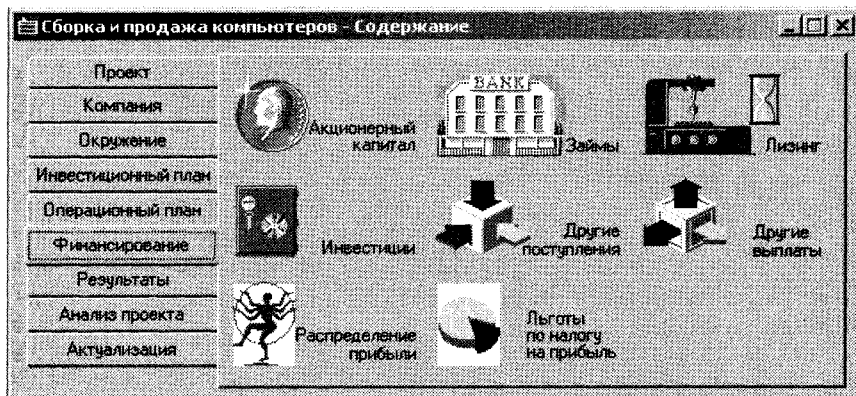 Сборка и продажа компьютеров - Содержание
Проект
Компания
Окружение
Инвестиционный план
Операционный план
Финансирование
Результаты
Анализ проекта
Актуализация
Акционерный
капитал
BANK
Займы
Лизинг
Инвестиции
Другие
поступления
Другие
выплаты
Распределение
прибыли
Льготы
по налогу
на прибыль